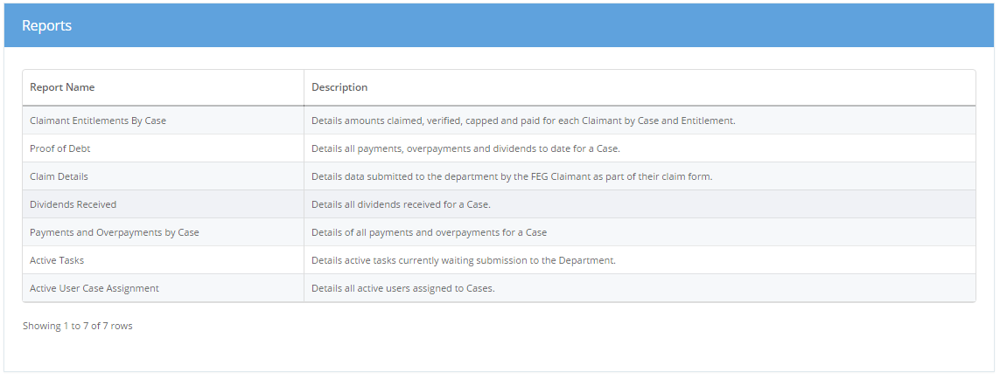 Reports
Report Name Description
Claimant Entitlements By Case Details amounts claimed, verified, capped and paid for each Claimant by Case and Entitlement.
Proof of Debt Details all payments, overpayments and dividends to date for a Case.
Claim Details Details data submitted to the department by the FEG Claimant as part of their claim form.
Dividends Received Details all dividends received for a Case.
Payments and Overpayments by Case Details of all payments and overpayments for a Case
Active Tasks Details active tasks currently waiting submission to the Department.
Active User Case Assignment Details all active users assigned to Cases.
Showing 1 to 7 of 7 rows